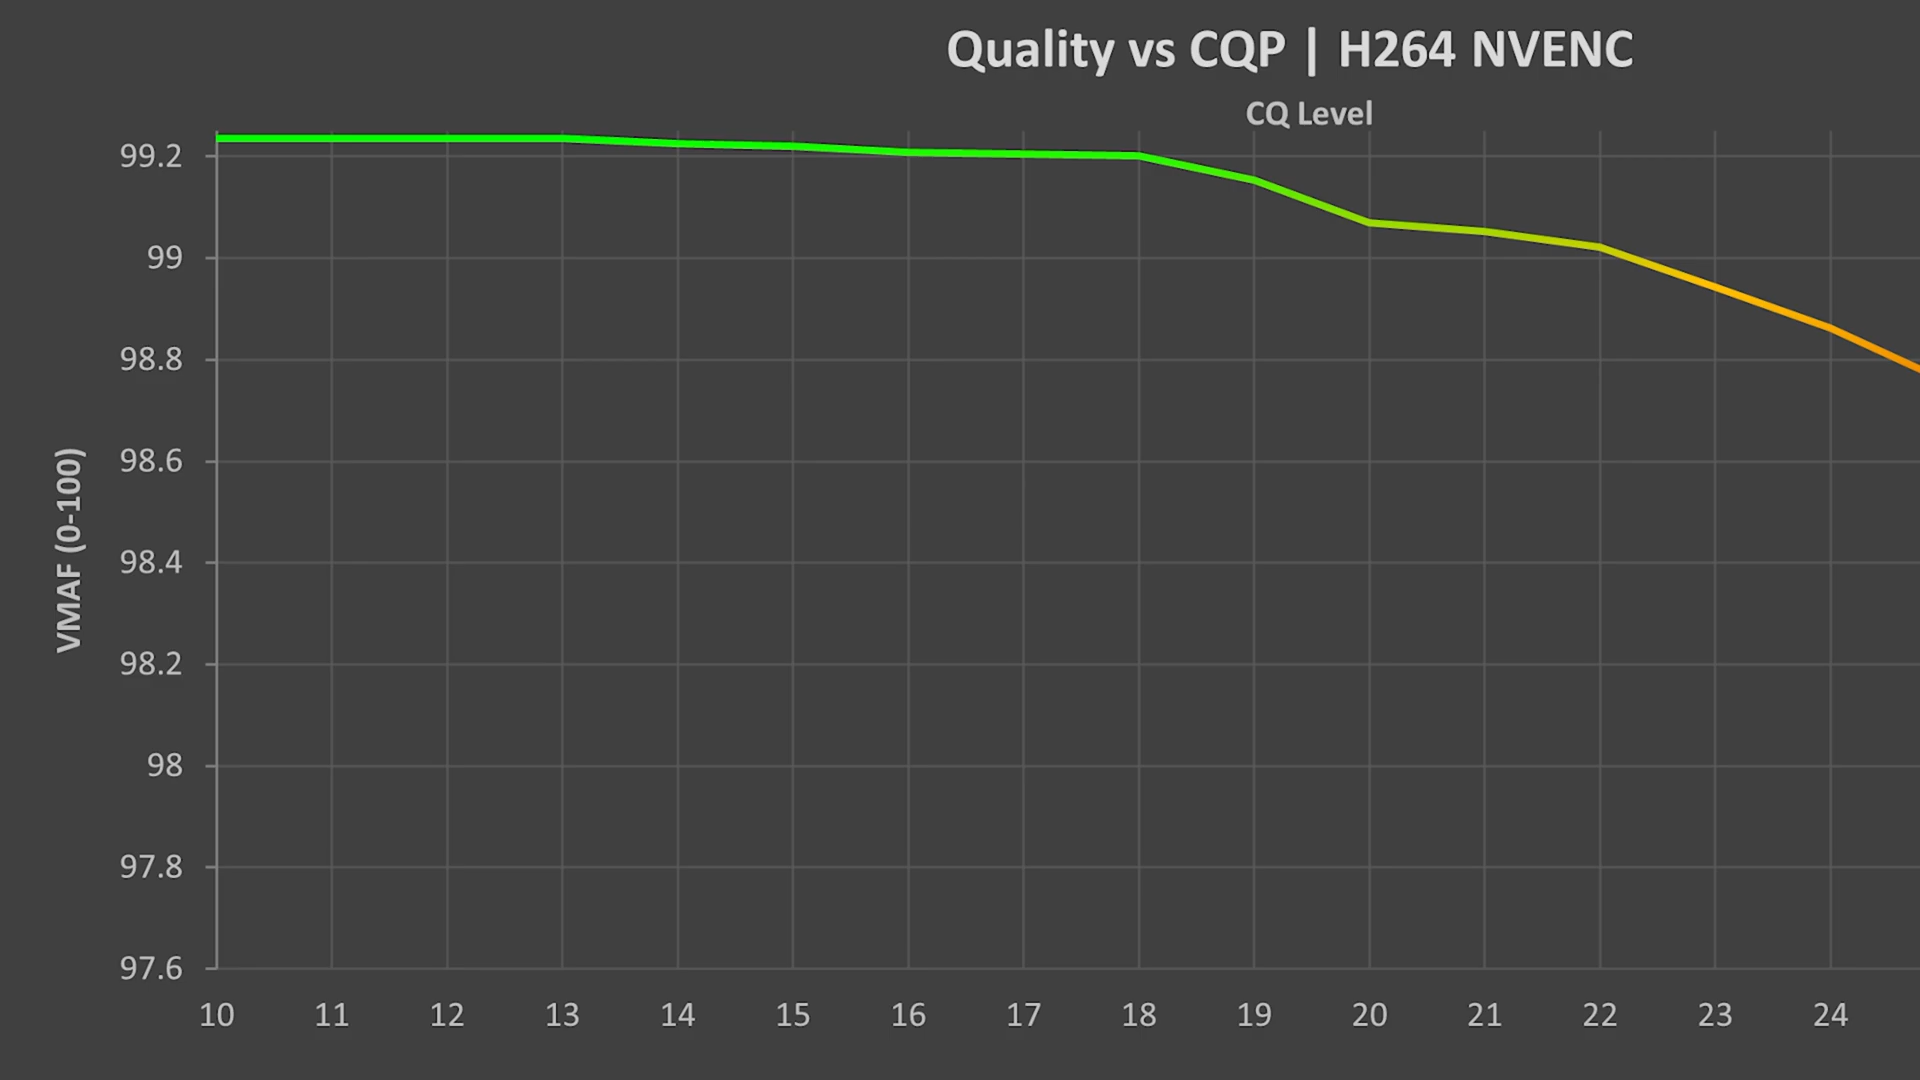 Quality vs CQP | H264 NVENC
CQ Level
VMAF (0-100)
99.2
99
98.8
98.6
98.4
98.2
98
97.8
97.6
10 11 12 13 14 15 16 17 18 19 20 21 22 23 24